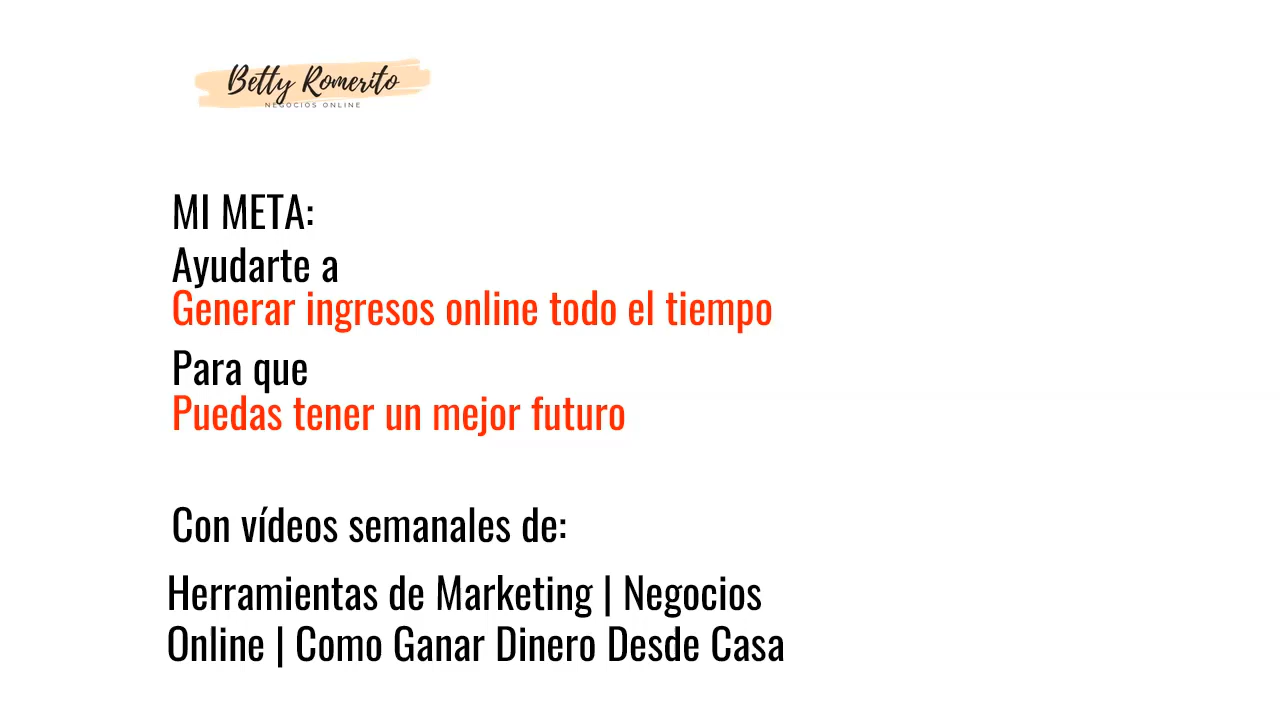 Betty Romerito
NEGOCIOS ONLINE
MI META:
Ayudarte a
Generar ingresos online todo el tiempo
Para que
Puedas tener un mejor futuro
Con vídeos semanales de:
Herramientas de Marketing | Negocios
Online | Como Ganar Dinero Desde Casa